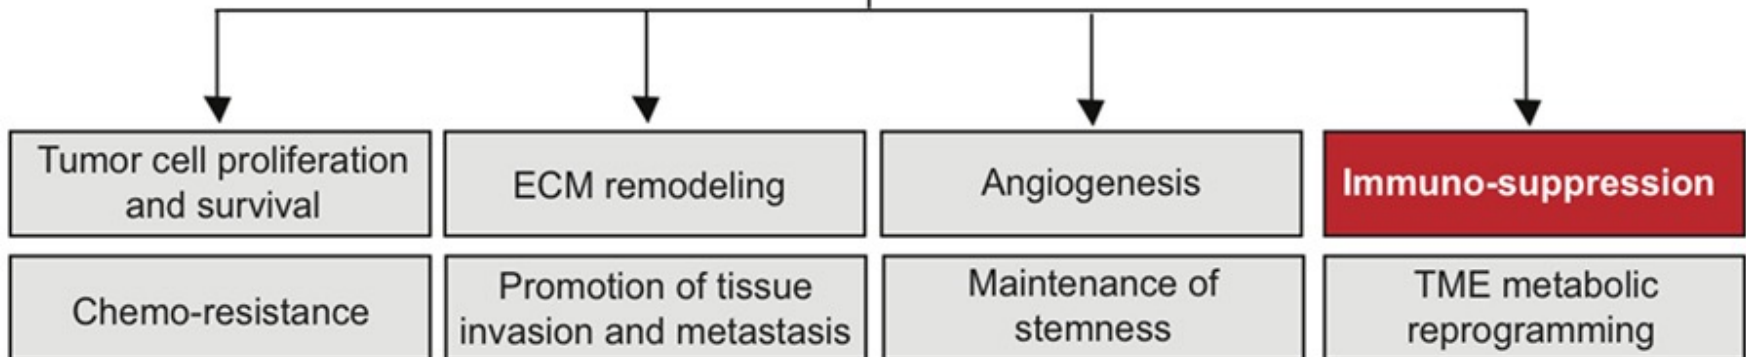 Tumor cell proliferation
and survival
ECM remodeling
Angiogenesis
Immuno-suppression
Chemo-resistance
Promotion of tissue
invasion and metastasis
Maintenance of
stemness
TME metabolic
reprogramming